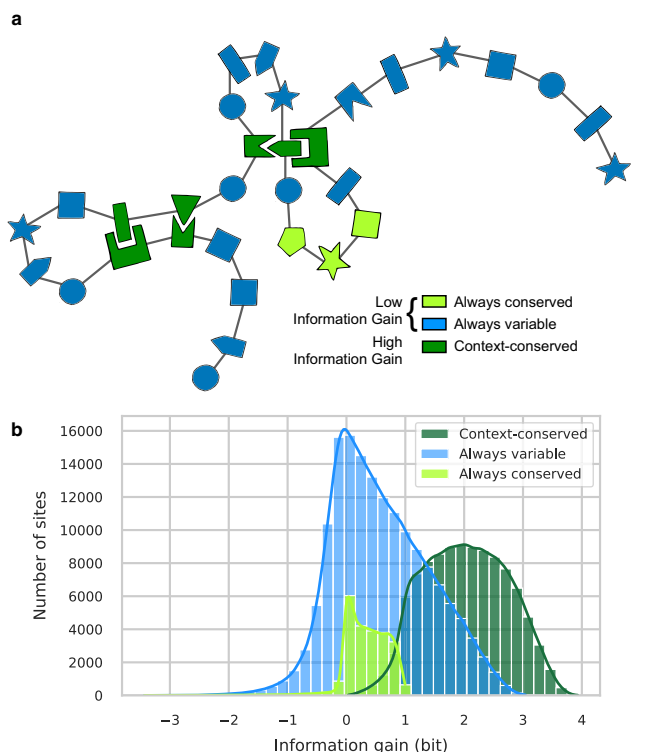 a
Low
Information Gain
{
Always conserved
Always variable
High
Information Gain
Context-conserved
b
Context-conserved
Always variable
Always conserved
Number of sites
16000
14000
12000
10000
8000
6000
4000
2000
0
−3 −2 −1 0 1 2 3 4
Information gain (bit)